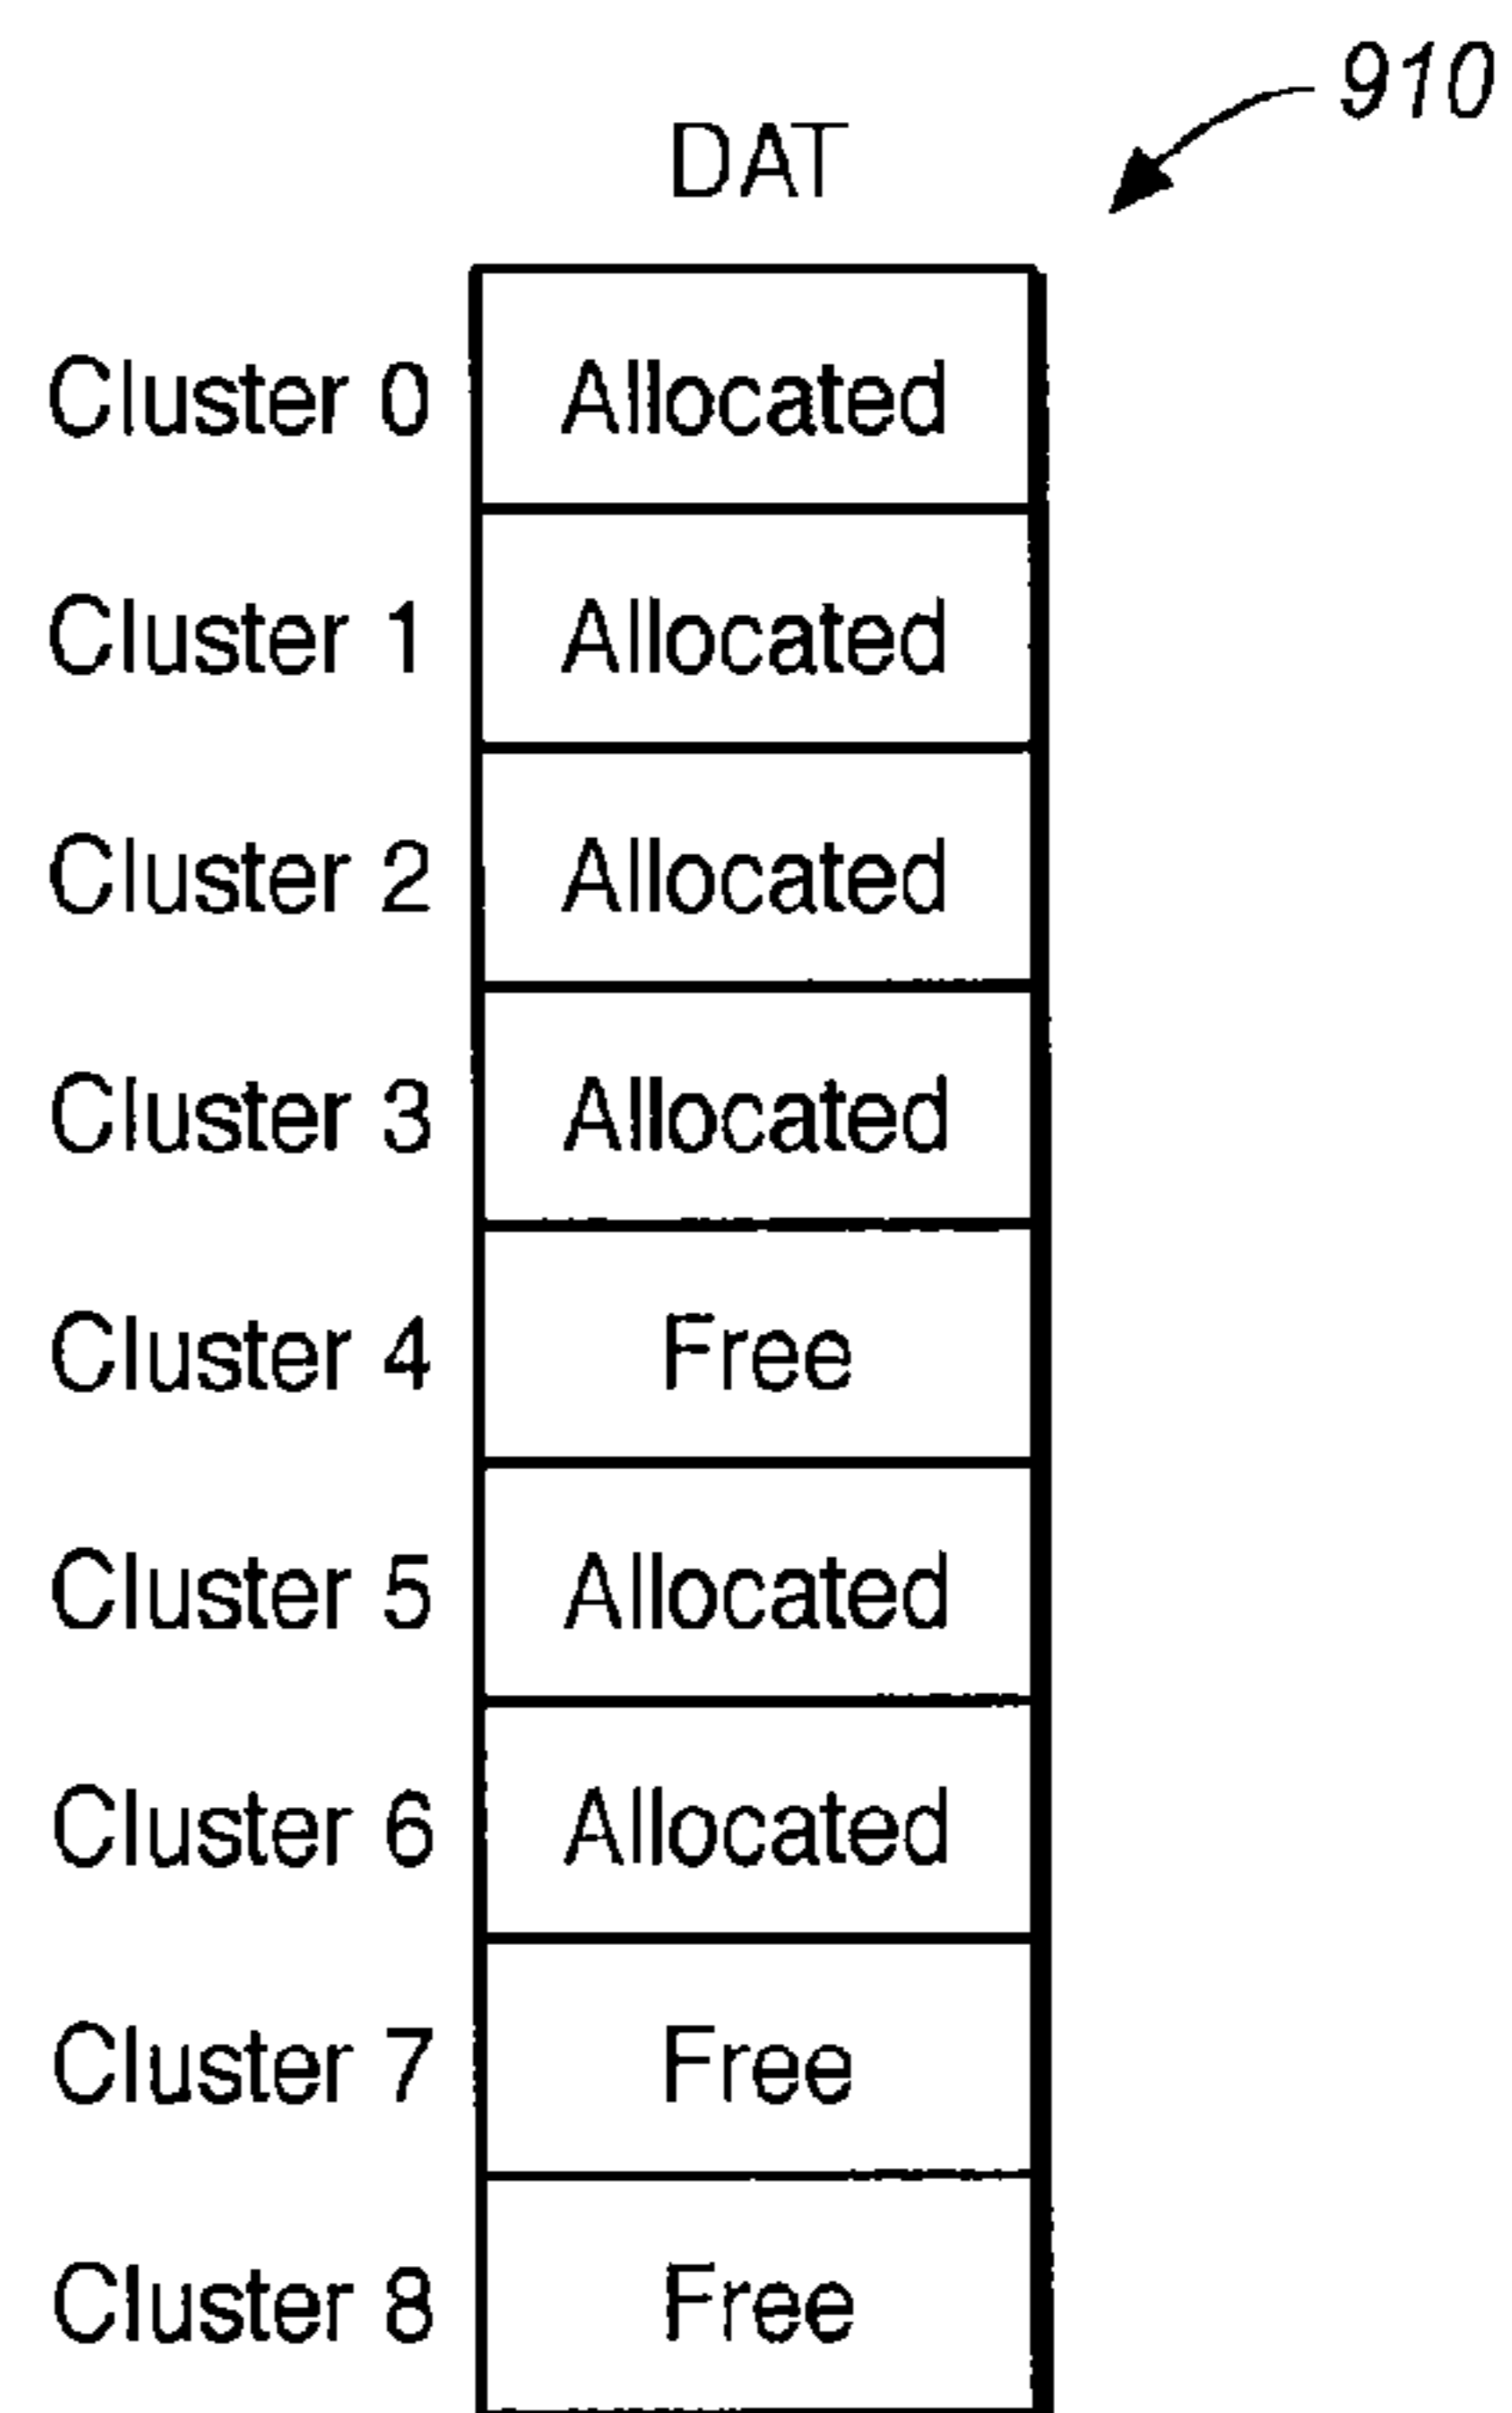 910
DAT
Cluster 0 Allocated
Cluster 1 Allocated
Cluster 2 Allocated
Cluster 3 Allocated
Cluster 4 Free
Cluster 5 Allocated
Cluster 6 Allocated
Cluster 7 Free
Cluster 8 Free